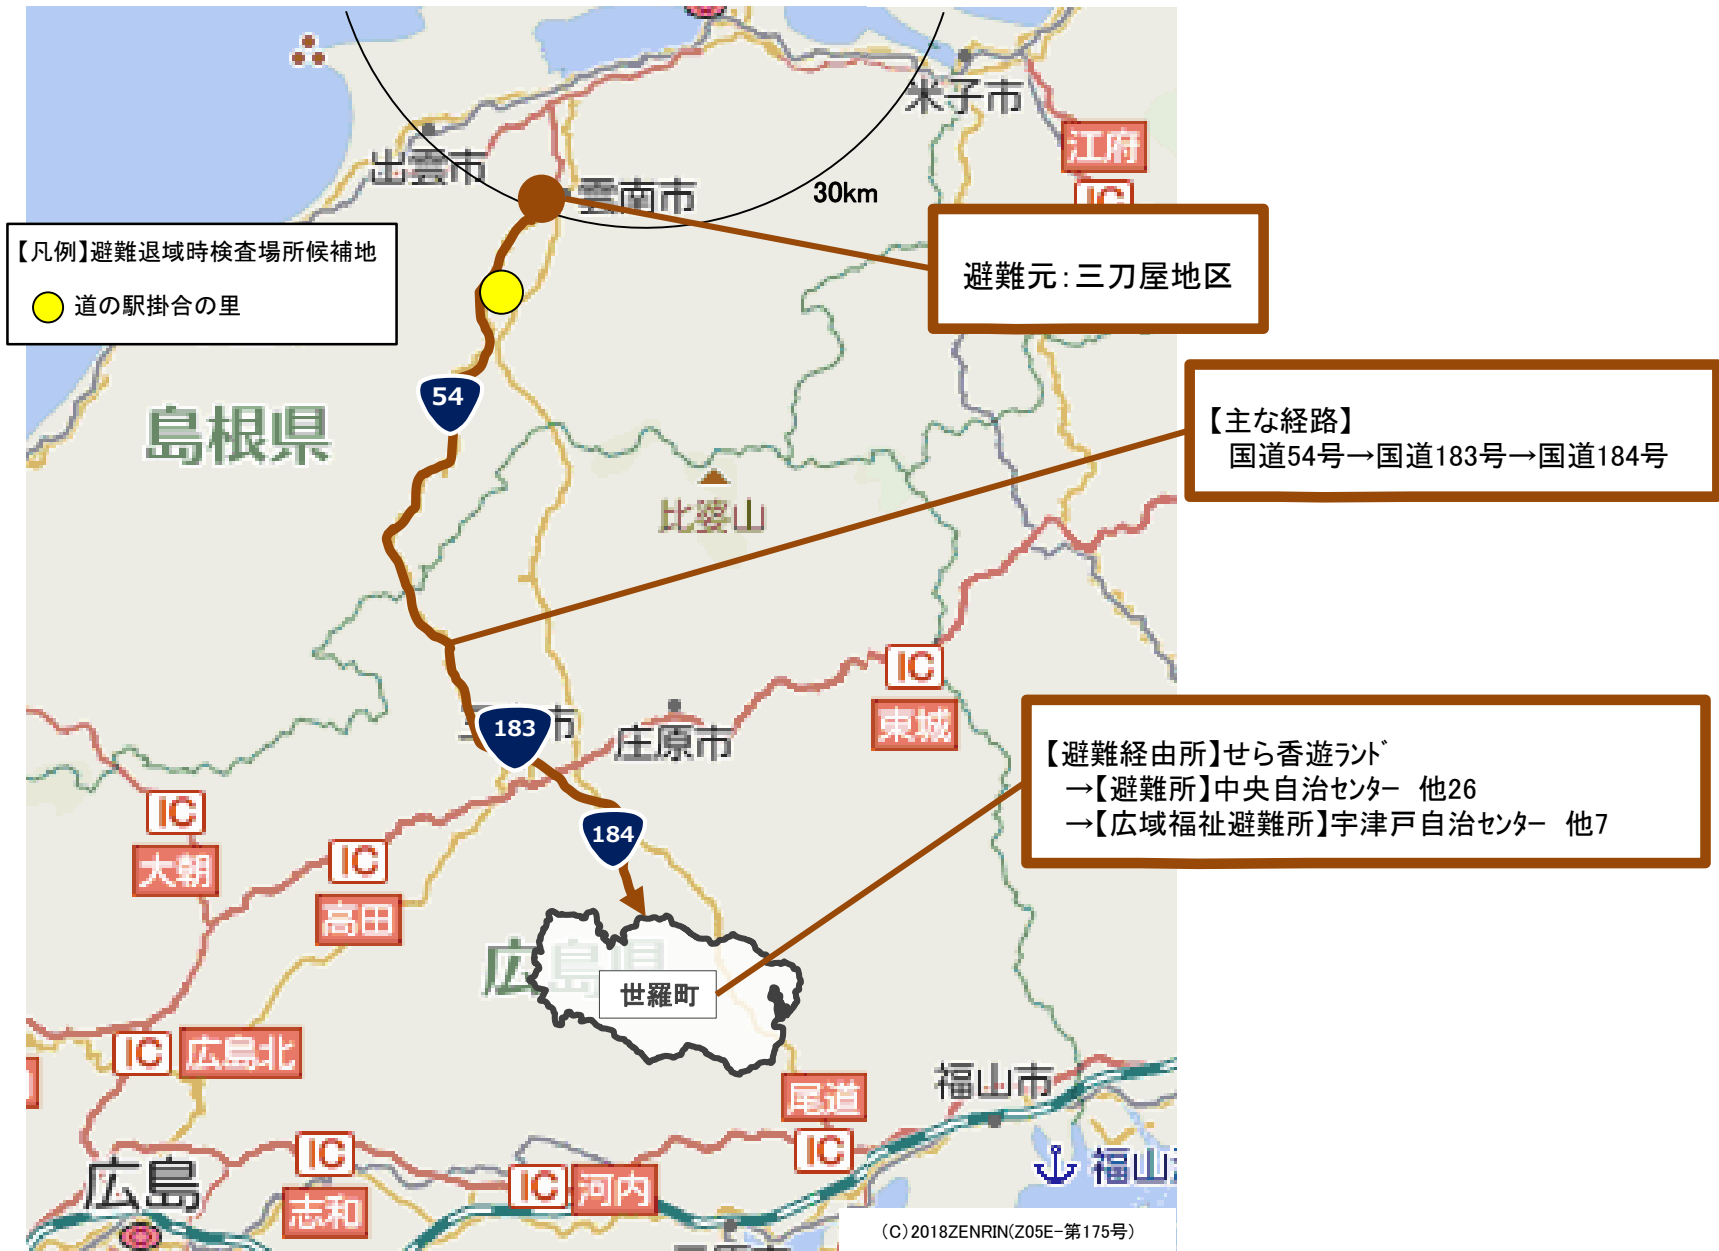 米子市
江府
IC
出雲市
雲南市
30km
【凡例】避難退域時検査場所候補地
道の駅掛合の里
避難元：三刀屋地区
54
島根県
【主な経路】
国道54号→国道183号→国道184号
比婆山
IC
東城
183
市
庄原市
【避難経由所】せら香遊ﾗﾝﾄﾞ
→【避難所】中央自治ｾﾝﾀｰ 他26
→【広域福祉避難所】宇津戸自治ｾﾝﾀｰ 他7
IC
大朝
184
IC
高田
広島県
世羅町
IC
広島北
福山市
尾道
IC
IC
志和
広島
IC
河内
福山
(C)2018ZENRIN(Z05E-第175号)